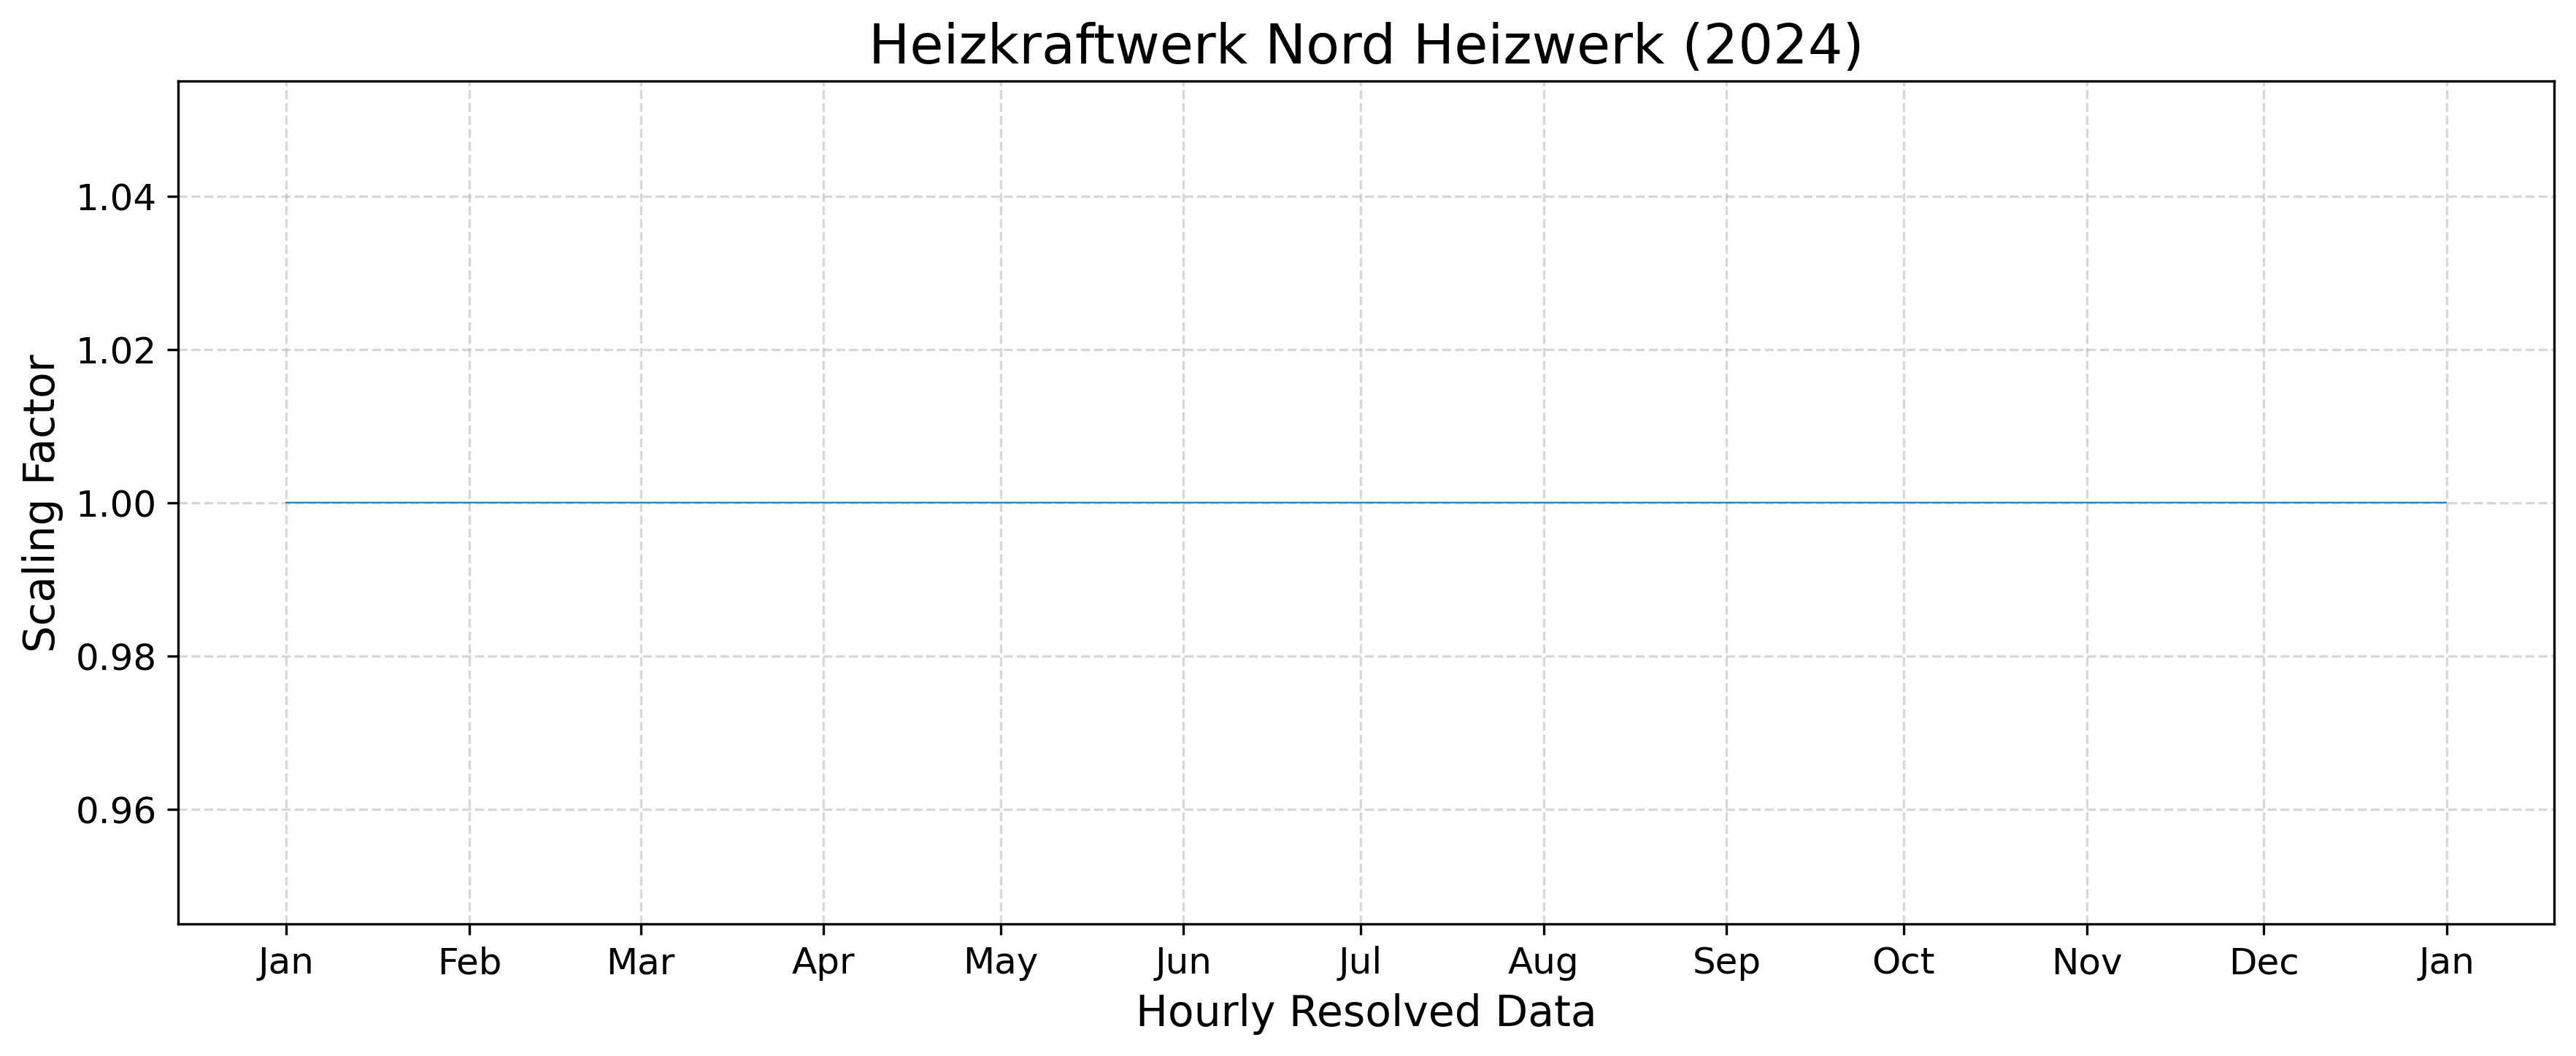 Heizkraftwerk Nord Heizwerk (2024)
Scaling Factor
1.04
1.02
1.00
0.98
0.96
Jan Feb Mar Apr May Jun Jul Aug Sep Oct Nov Dec Jan
Hourly Resolved Data